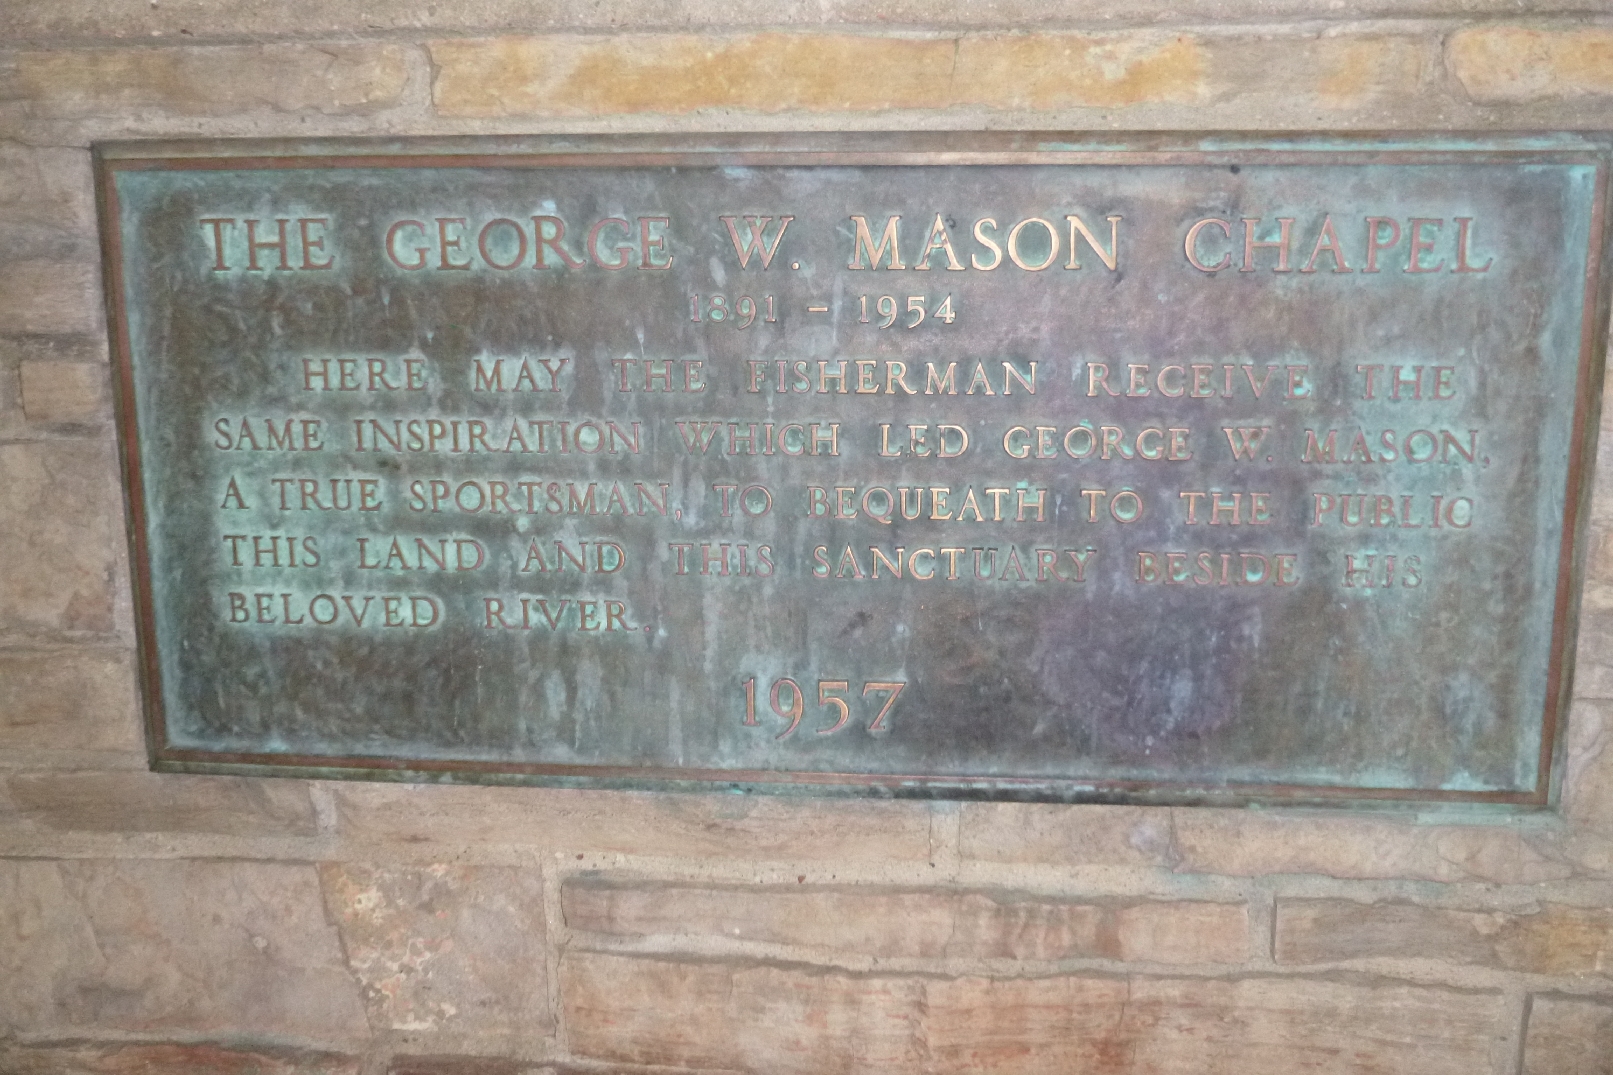 THE GEORGE W. MASON CHAPEL
1891 - 1954
HERE MAY THE FISHERMAN RECEIVE THE
SAME INSPIRATION WHICH LED GEORGE W. MASON,
A TRUE SPORTSMAN, TO BEQUEATH TO THE PUBLIC
THIS LAND AND THIS SANCTUARY BESIDE HIS
BELOVED RIVER.
1957